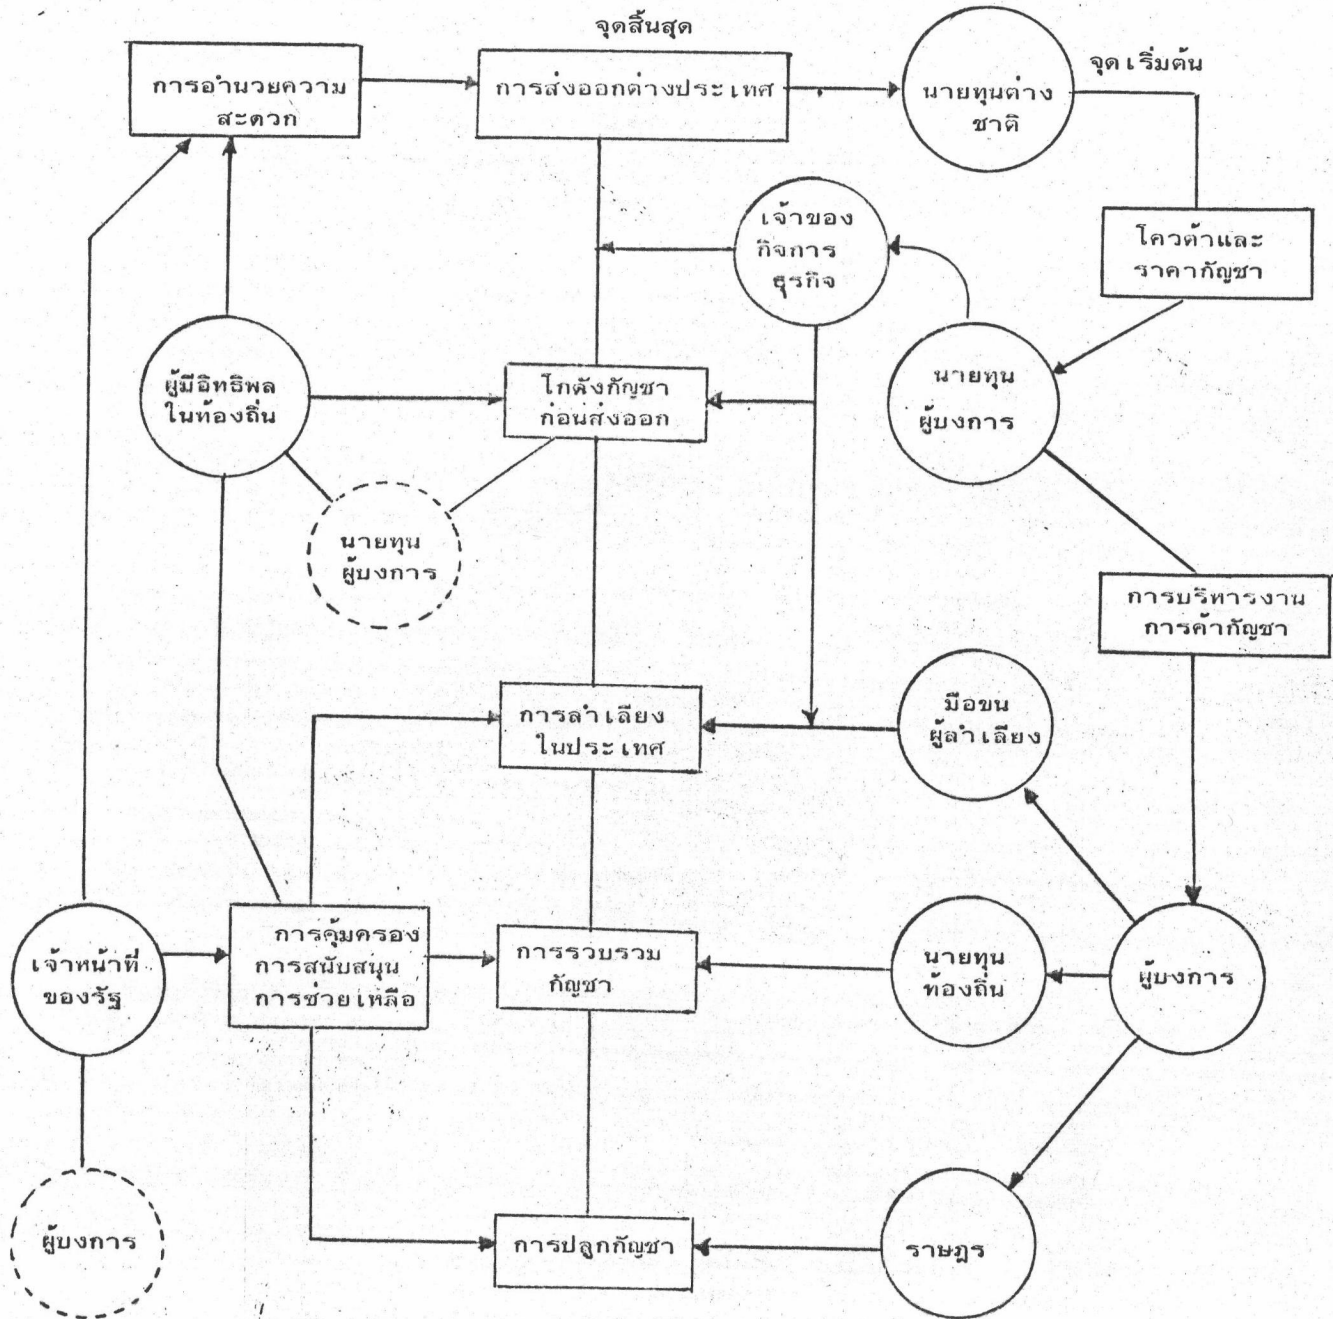 จุดสิ้นสุด
การอำนวยความ
สะดวก
การส่งออกต่างประเทศ
นายทุนต่าง
ชาติ
จุดเริ่มต้น
เจ้าของ
กิจการ
ธุรกิจ
โควต้าและ
ราคากัญชา
ผู้มีอิทธิพล
ในท้องถิ่น
โกดังกัญชา
ก่อนส่งออก
นายทุน
ผู้บงการ
นายทุน
ผู้บงการ
การบริหารงาน
การค้ากัญชา
การลำเลียง
ในประเทศ
มือขน
ผู้ลำเลียง
เจ้าหน้าที่
ของรัฐ
การคุ้มครอง
การสนับสนุน
การช่วยเหลือ
การรวบรวม
กัญชา
นายทุน
ท้องถิ่น
ผู้บงการ
ผู้บงการ
การปลูกกัญชา
ราษฎร